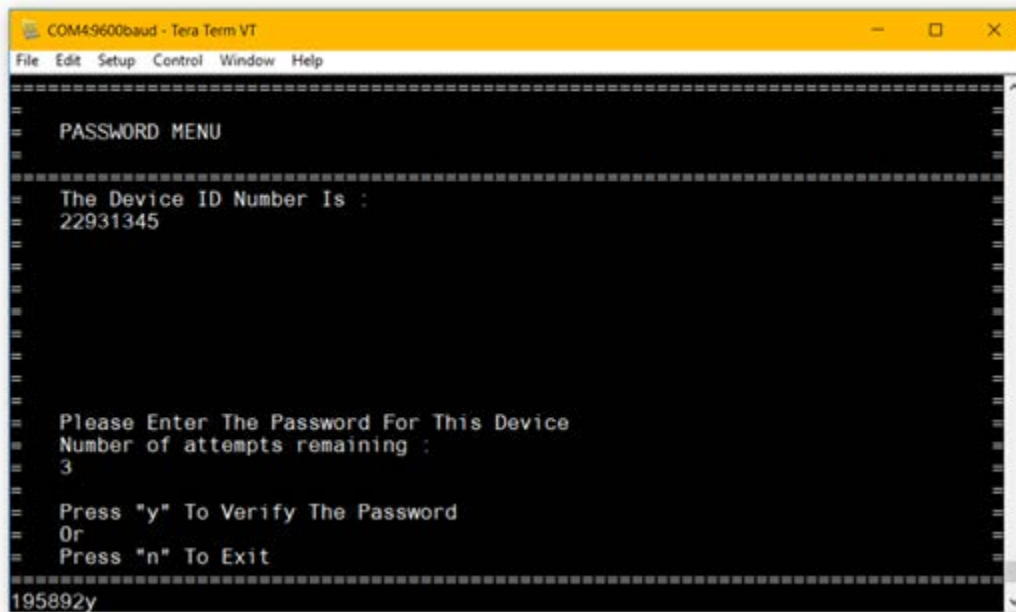 COM4:9600baud - Tera Term VT
File Edit Setup Control Window Help
PASSWORD MENU
The Device ID Number Is :
22931345
Please Enter The Password For This Device
Number of attempts remaining :
3
Press "y" To Verify The Password
Or
Press "n" To Exit
195892y